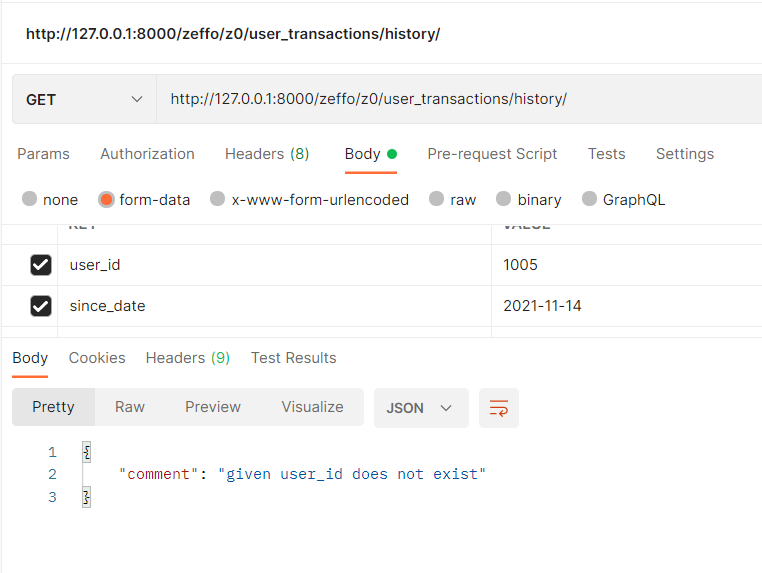 http://127.0.0.1:8000/zeffo/z0/user_transactions/history/
GET http://127.0.0.1:8000/zeffo/z0/user_transactions/history/
Params Authorization Headers (8) Body Pre-request Script Tests Settings
none form-data x-www-form-urlencoded raw binary GraphQL
KEY VALUE
user_id 1005
since_date 2021-11-14
Body Cookies Headers (9) Test Results
Pretty Raw Preview Visualize JSON
1 {
2 "comment": "given user_id does not exist"
3 }